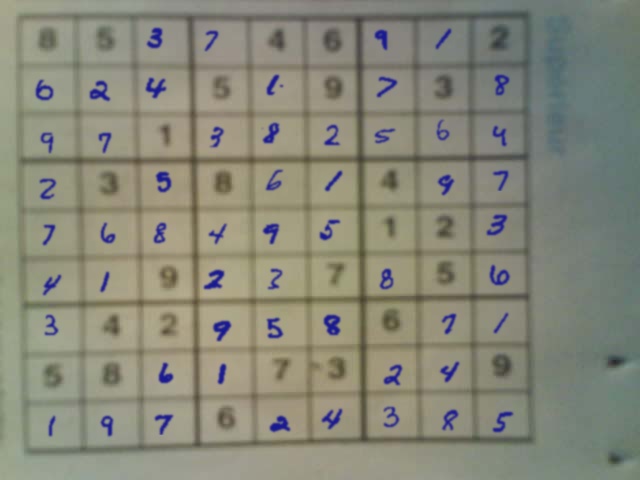 8 5 3 7 4 6 9 1 2
6 2 4 5 1 9 7 3 8
9 7 1 3 8 2 5 6 4
2 3 5 8 6 1 4 9 7
7 6 8 4 9 5 1 2 3
4 1 9 2 3 7 8 5 6
3 4 2 9 5 8 6 7 1
5 8 6 1 7 3 2 4 9
1 9 7 6 2 4 3 8 5
Supérieur